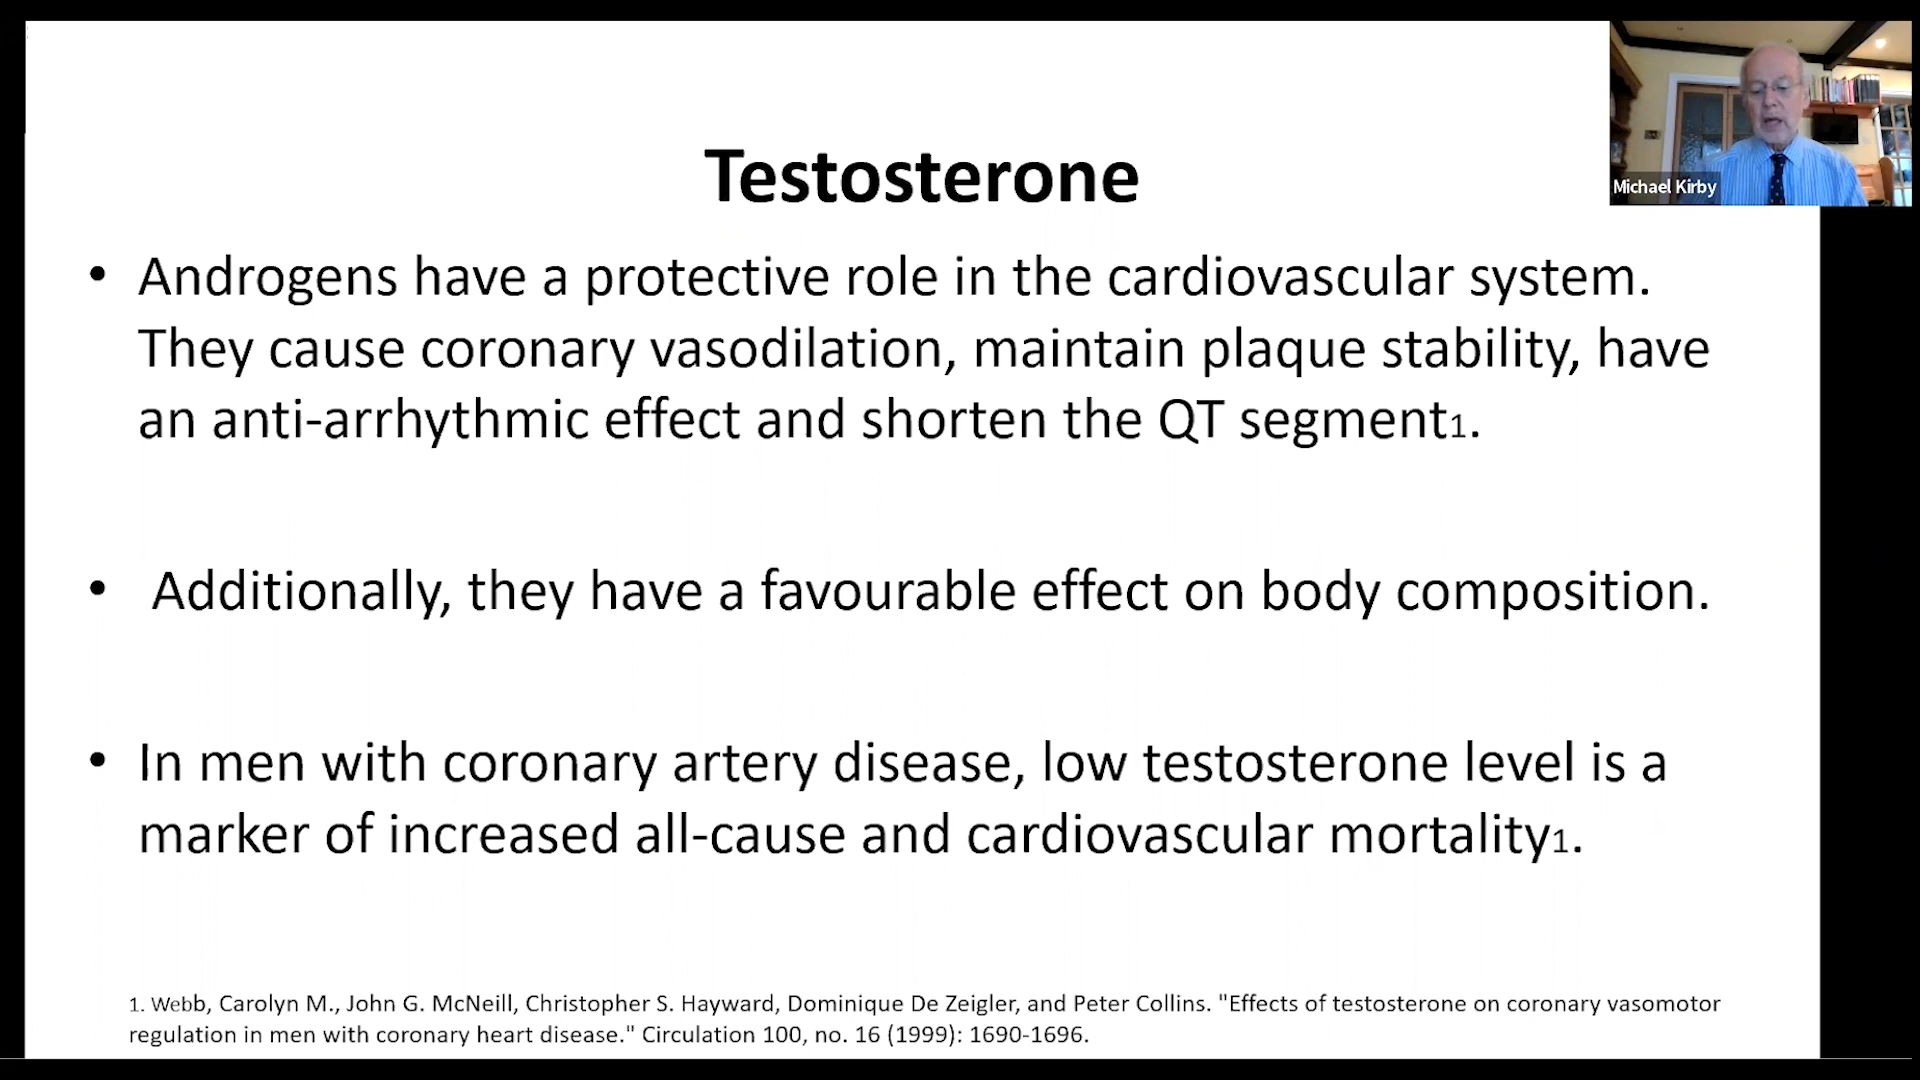 Testosterone
Michael Kirby
• Androgens have a protective role in the cardiovascular system.
They cause coronary vasodilation, maintain plaque stability, have
an anti-arrhythmic effect and shorten the QT segment1.
• Additionally, they have a favourable effect on body composition.
• In men with coronary artery disease, low testosterone level is a
marker of increased all-cause and cardiovascular mortality1.
1. Webb, Carolyn M., John G. McNeill, Christopher S. Hayward, Dominique De Zeigler, and Peter Collins. "Effects of testosterone on coronary vasomotor
regulation in men with coronary heart disease." Circulation 100, no. 16 (1999): 1690-1696.